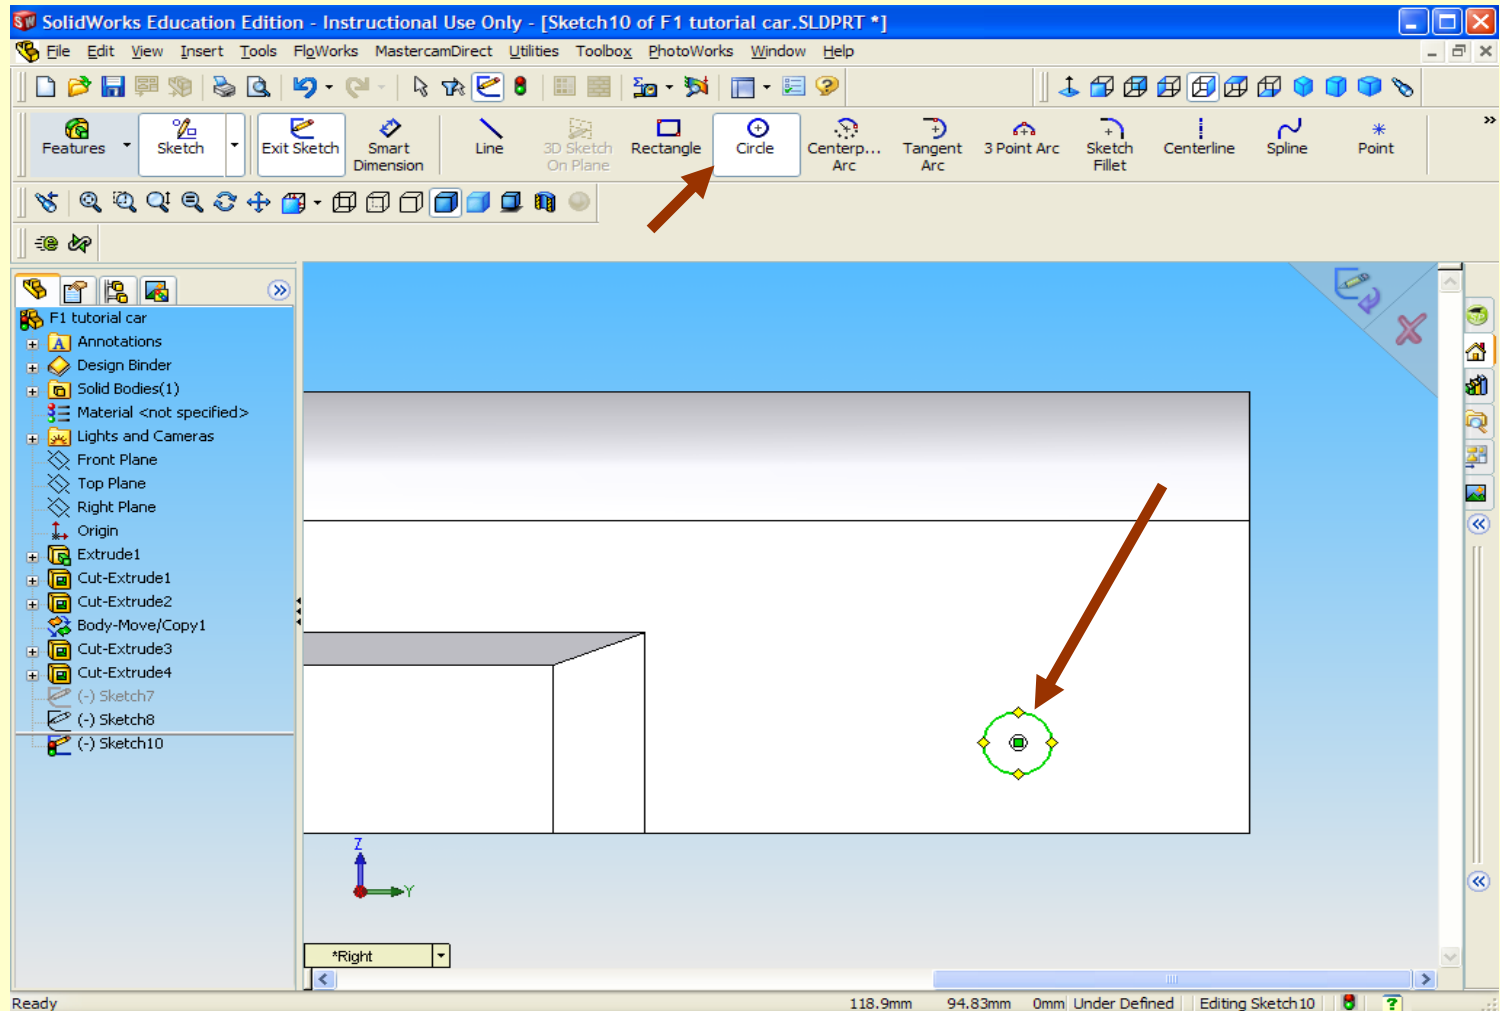 SolidWorks Education Edition - Instructional Use Only - [Sketch10 of F1 tutorial car.SLDPRT *]
File Edit View Insert Tools FloWorks MastercamDirect Utilities Toolbox PhotoWorks Window Help
Features Sketch Exit Sketch Smart Dimension Line 3D Sketch On Plane Rectangle Circle Centerp... Arc Tangent Arc 3 Point Arc Sketch Fillet Centerline Spline Point
F1 tutorial car
Annotations
Design Binder
Solid Bodies(1)
Material <not specified>
Lights and Cameras
Front Plane
Top Plane
Right Plane
Origin
Extrude1
Cut-Extrude1
Cut-Extrude2
Body-Move/Copy1
Cut-Extrude3
Cut-Extrude4
(-) Sketch7
(-) Sketch8
(-) Sketch10
Z
Y
*Right
Ready 118.9mm 94.83mm 0mm Under Defined Editing Sketch10